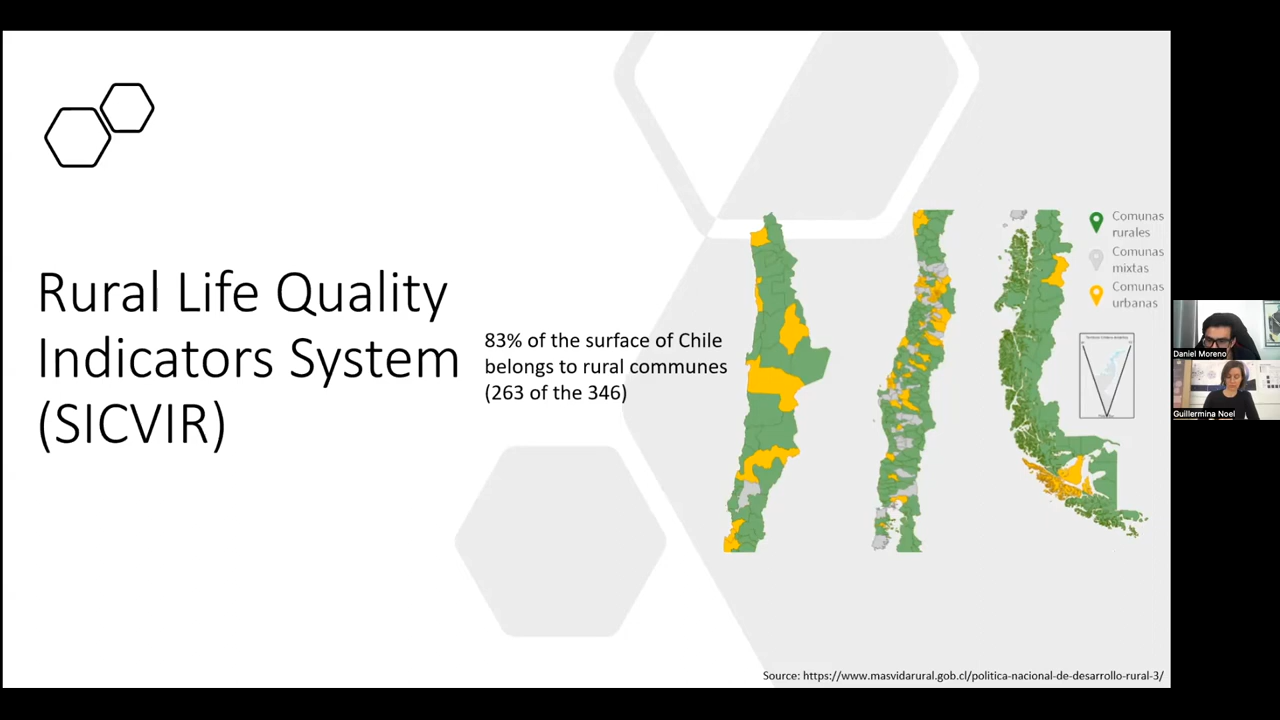 Rural Life Quality
Indicators System
(SICVIR)
83% of the surface of Chile
belongs to rural communes
(263 of the 346)
Comunas
rurales
Comunas
mixtas
Comunas
urbanas
Daniel Moreno
Guillermina Noel
Source: https://www.masvidarural.gob.cl/politica-nacional-de-desarrollo-rural-3/